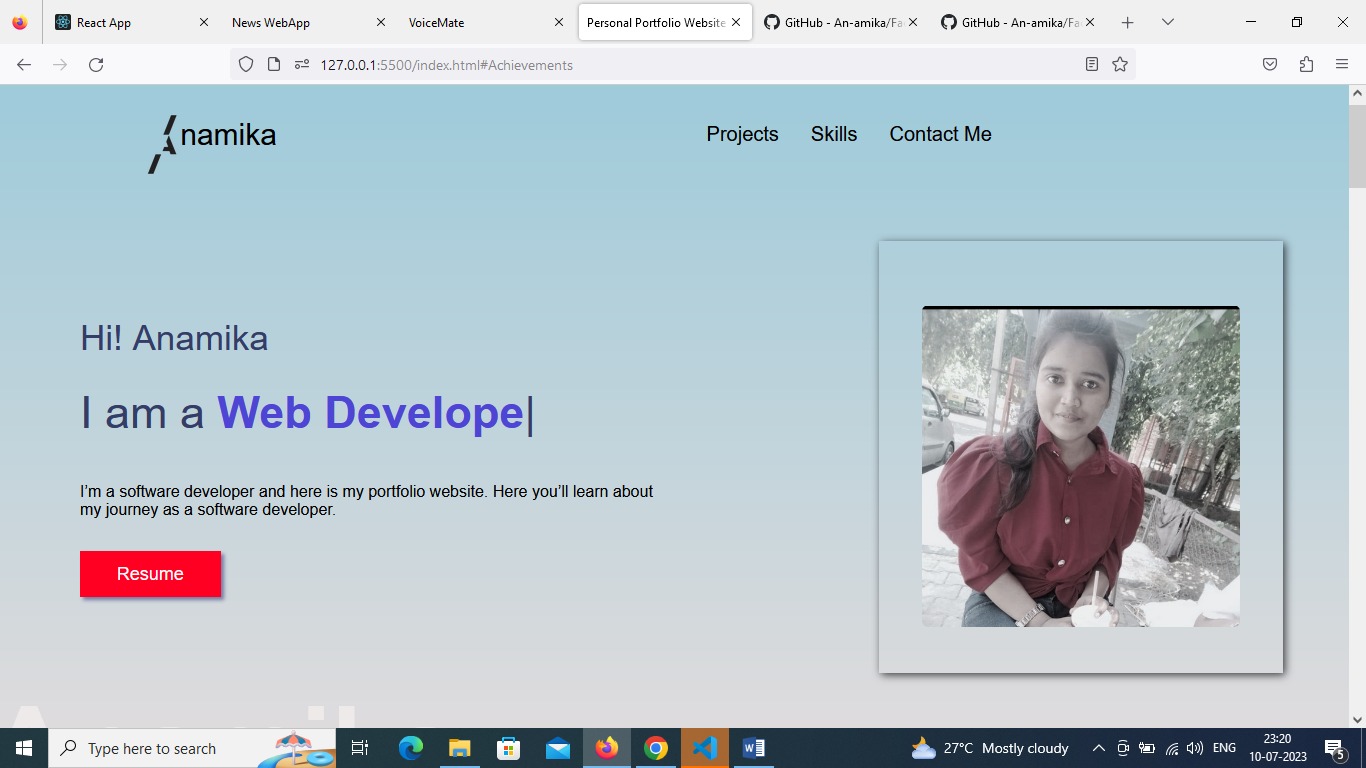 React App
News WebApp
VoiceMate
Personal Portfolio Website
GitHub - An-amika/Fa
GitHub - An-amika/Fa
127.0.0.1:5500/index.html#Achievements
Anamika
Projects Skills Contact Me
Hi! Anamika
I am a Web Develope|
I'm a software developer and here is my portfolio website. Here you'll learn about
my journey as a software developer.
Resume
Type here to search
27°C Mostly cloudy
ENG
23:20
10-07-2023
5